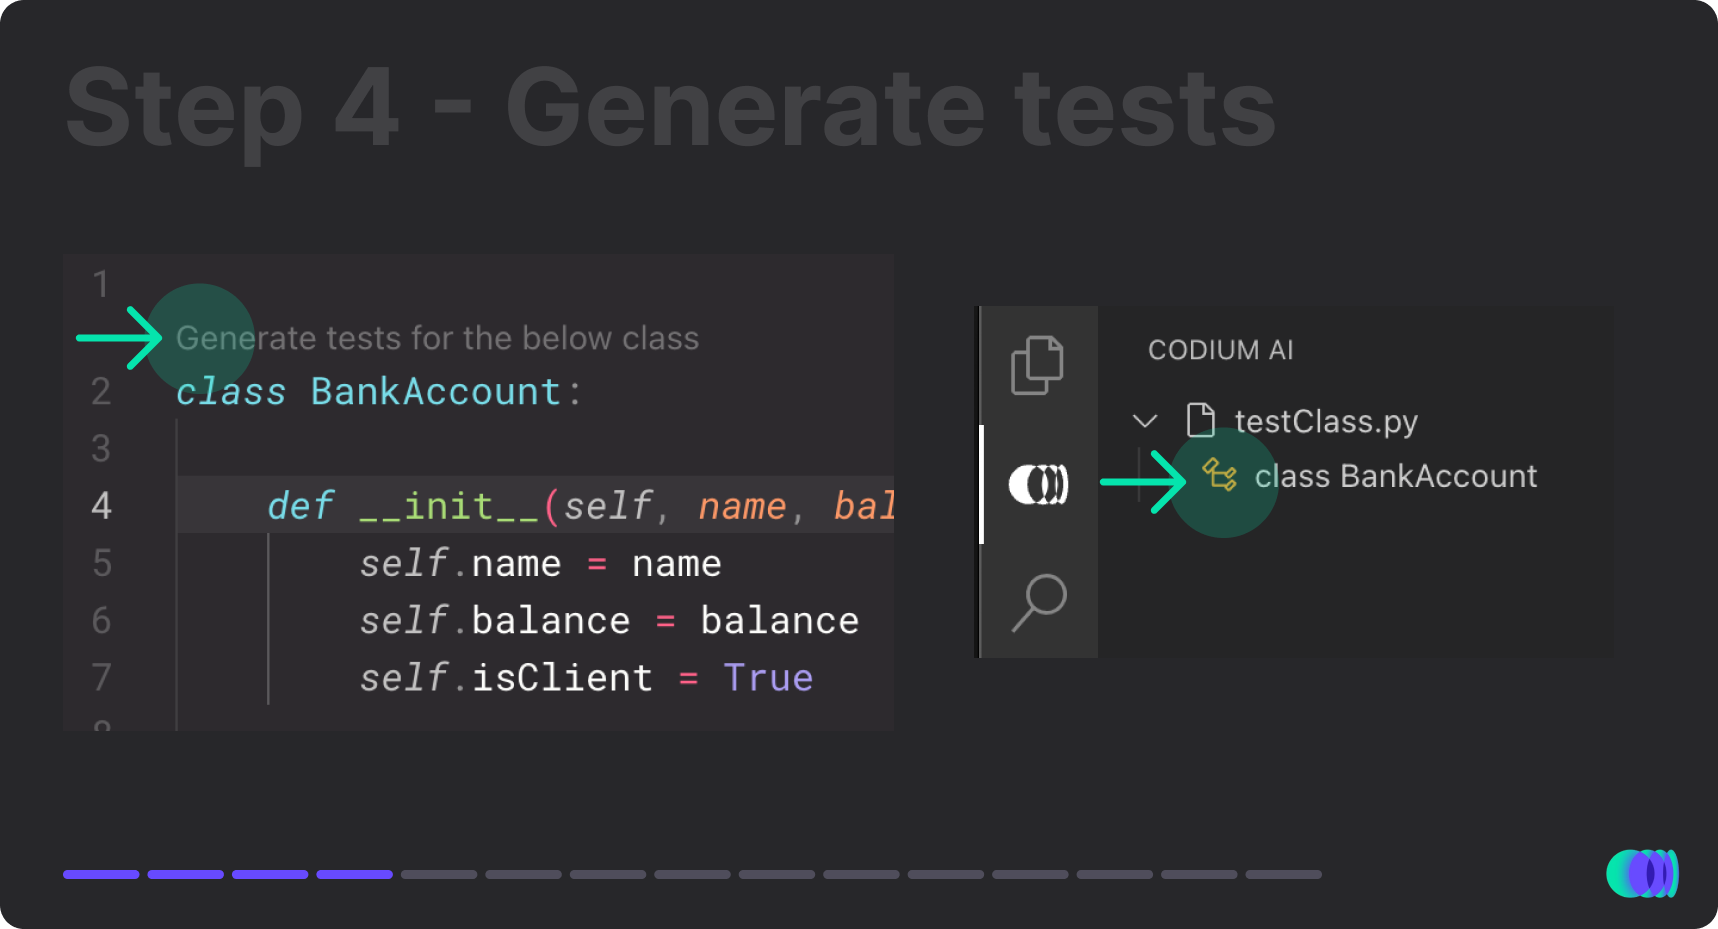 Step 4 - Generate tests
1
Generate tests for the below class
2 class BankAccount:
3
4 def __init__(self, name, bal
5 self.name = name
6 self.balance = balance
7 self.isClient = True
8
CODIUM AI
testClass.py
class BankAccount